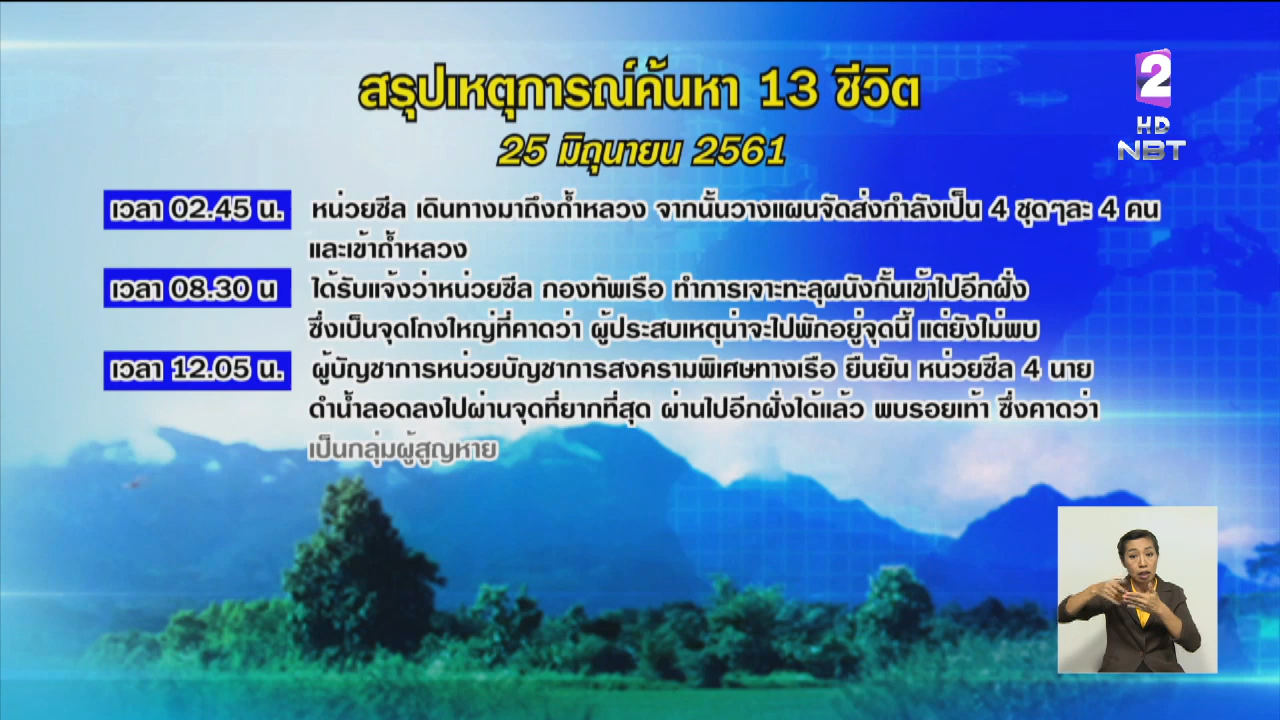 สรุปเหตุการณ์ค้นหา 13 ชีวิต
25 มิถุนายน 2561
2
HD
NBT
เวลา 02.45 น. หน่วยซีล เดินทางมาถึงถ้ำหลวง จากนั้นวางแผนจัดส่งกำลังเป็น 4 ชุดๆละ 4 คน
และเข้าถ้ำหลวง
เวลา 08.30 น ได้รับแจ้งว่าหน่วยซีล กองทัพเรือ ทำการเจาะทะลุผนังกั้นเข้าไปอีกฝั่ง
ซึ่งเป็นจุดโถงใหญ่ที่คาดว่า ผู้ประสบเหตุน่าจะไปพักอยู่จุดนี้ แต่ยังไม่พบ
เวลา 12.05 น. ผู้บัญชาการหน่วยบัญชาการสงครามพิเศษทางเรือ ยืนยัน หน่วยซีล 4 นาย
ดำน้ำลอดลงไปผ่านจุดที่ยากที่สุด ผ่านไปอีกฝั่งได้แล้ว พบรอยเท้า ซึ่งคาดว่า
เป็นกลุ่มผู้สูญหาย